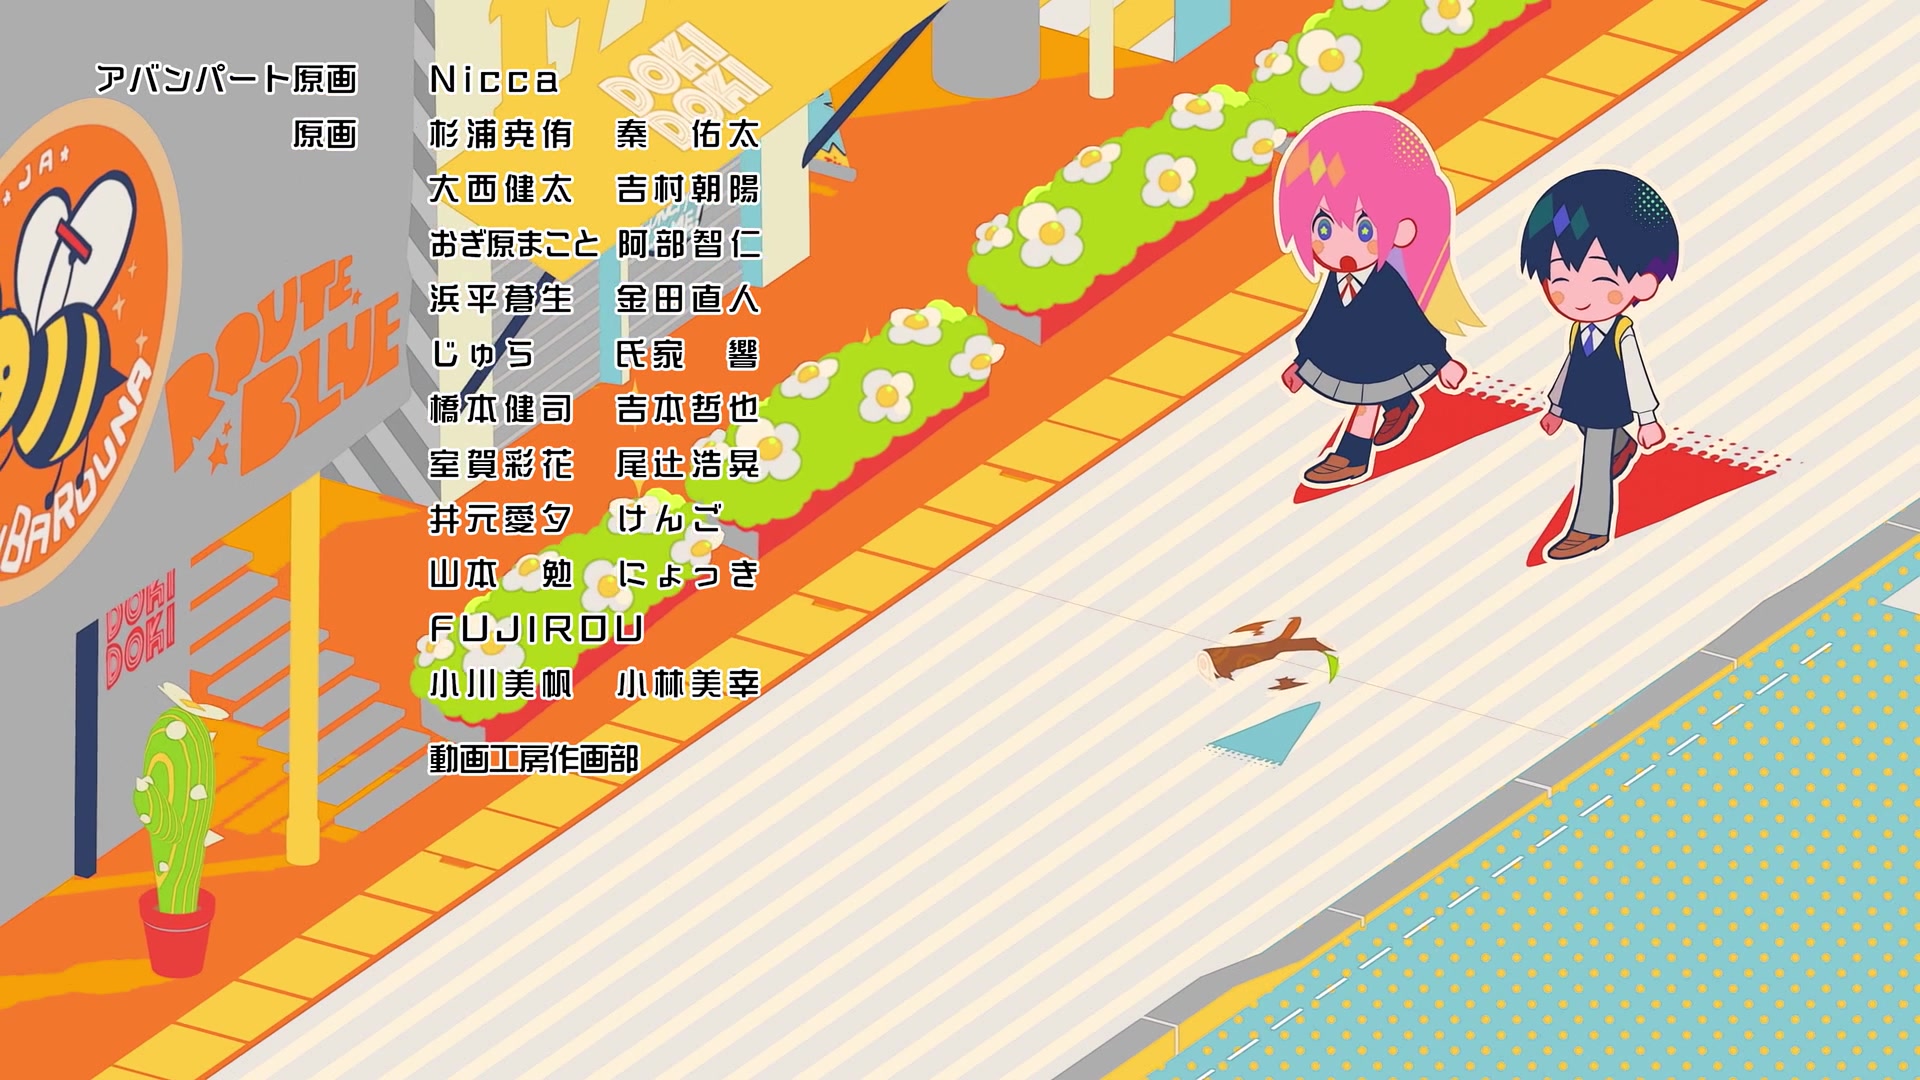 アバンパート原画 Nicca
原画 杉浦尭侑 秦 佑太
大西健太 吉村朝陽
おぎ原まこと 阿部智仁
浜平蒼生 金田直人
じゅら 氏家 響
橋本健司 吉本哲也
室賀彩花 尾辻浩晃
井元愛夕 けんご
山本 勉 にょっき
FUJIROU
小川美帆 小林美幸
動画工房作画部
DOKI
DOKI
JA
BAROUNA
ROUTE
BLUE
DOKI
DOKI